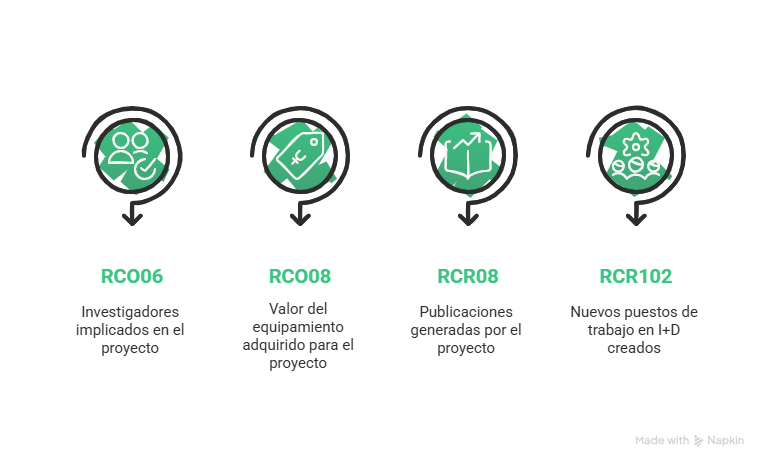 RCO06
Investigadores
implicados en el
proyecto
RCO08
Valor del
equipamiento
adquirido para el
proyecto
RCR08
Publicaciones
generadas por el
proyecto
RCR102
Nuevos puestos de
trabajo en I+D
creados
Made with Napkin